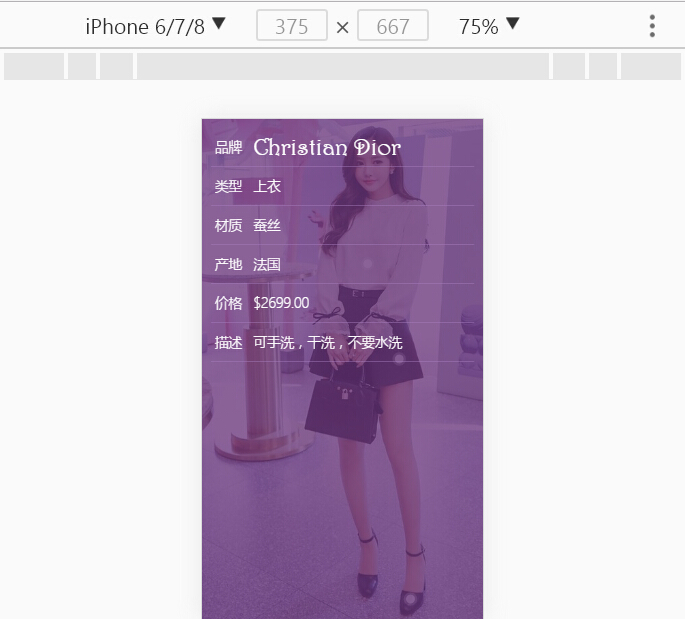 iPhone 6/7/8 ▼ 375 × 667 75% ▼
品牌 Christian Dior
类型 上衣
材质 蚕丝
产地 法国
价格 $2699.00
描述 可手洗，干洗，不要水洗